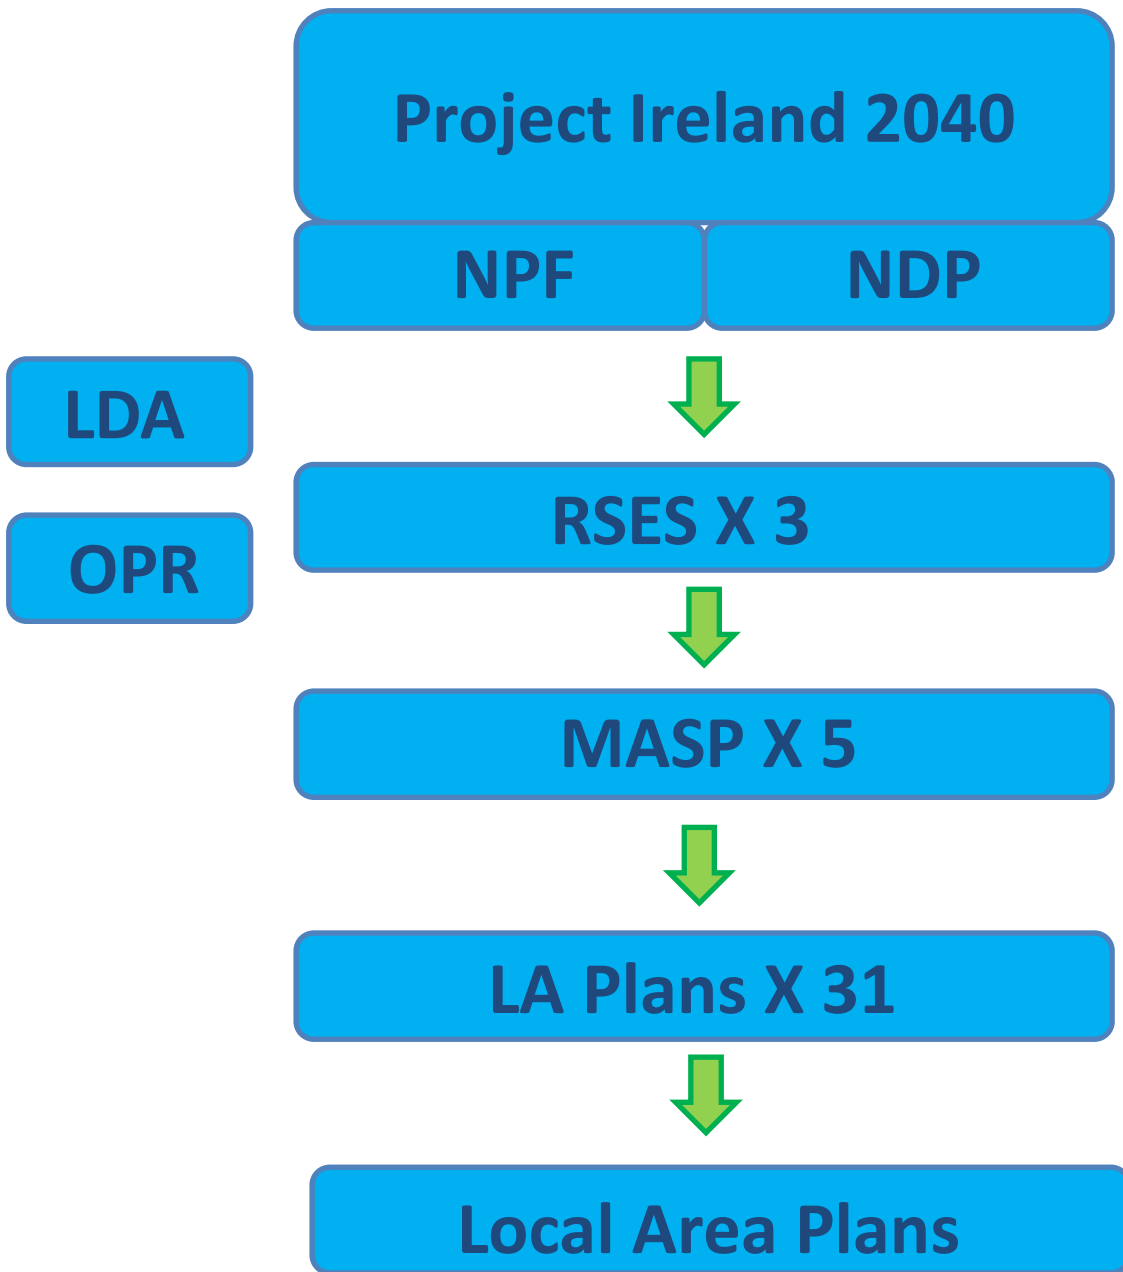 Project Ireland 2040
NPF
NDP
LDA
RSES X 3
OPR
MASP X 5
LA Plans X 31
Local Area Plans